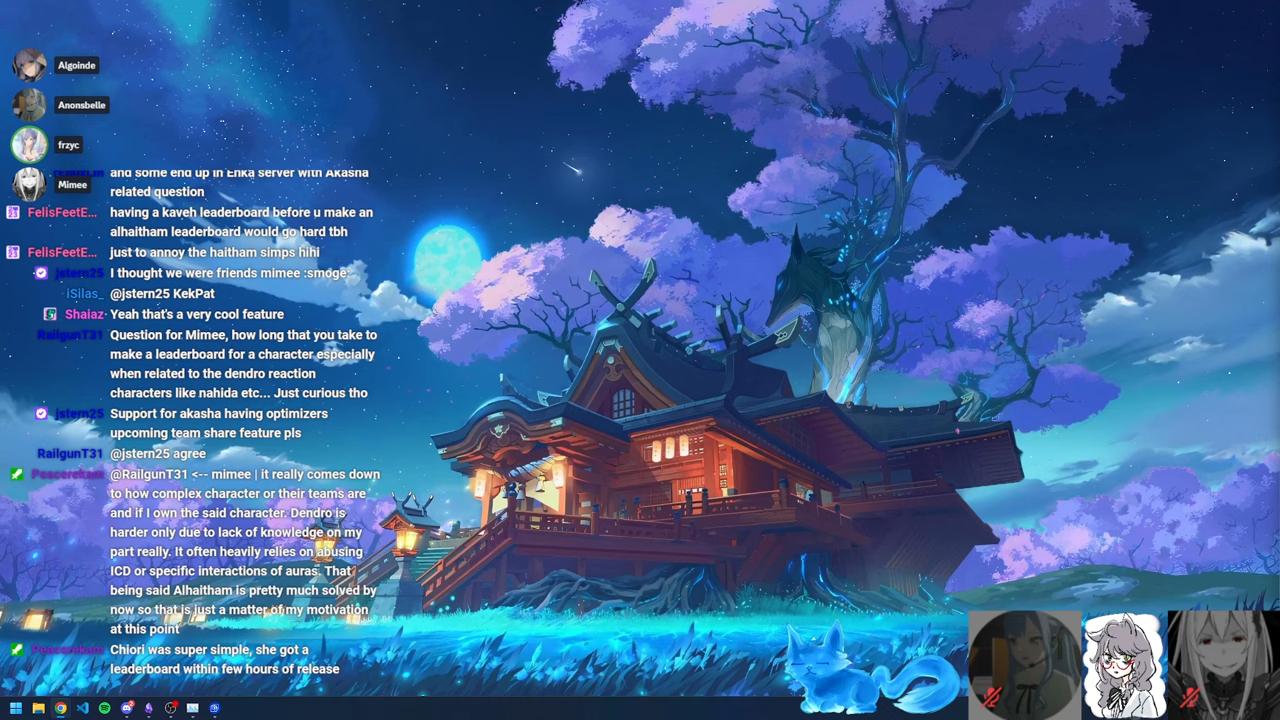 Algoinde
Anonsbelle
frzyc
Mimee
and some end up in Enka server with Akasha
related question
FelisFeetE... having a kaveh leaderboard before u make an
alhaitham leaderboard would go hard tbh
FelisFeetE... just to annoy the haitham simps hihi
jstern25 I thought we were friends mimee :smoge:
iSilas_ @jstern25 KekPat
Shaiaz Yeah that's a very cool feature
RailgunT31 Question for Mimee, how long that you take to
make a leaderboard for a character especially
when related to the dendro reaction
characters like nahida etc... Just curious tho
jstern25 Support for akasha having optimizers
upcoming team share feature pls
RailgunT31 @jstern25 agree
Peacerekam @RailgunT31 <-- mimee | it really comes down
to how complex character or their teams are
and if I own the said character. Dendro is
harder only due to lack of knowledge on my
part really. It often heavily relies on abusing
ICD or specific interactions of auras. That
being said Alhaitham is pretty much solved by
now so that is just a matter of my motivation
at this point
Peacerekam Chiori was super simple, she got a
leaderboard within few hours of release